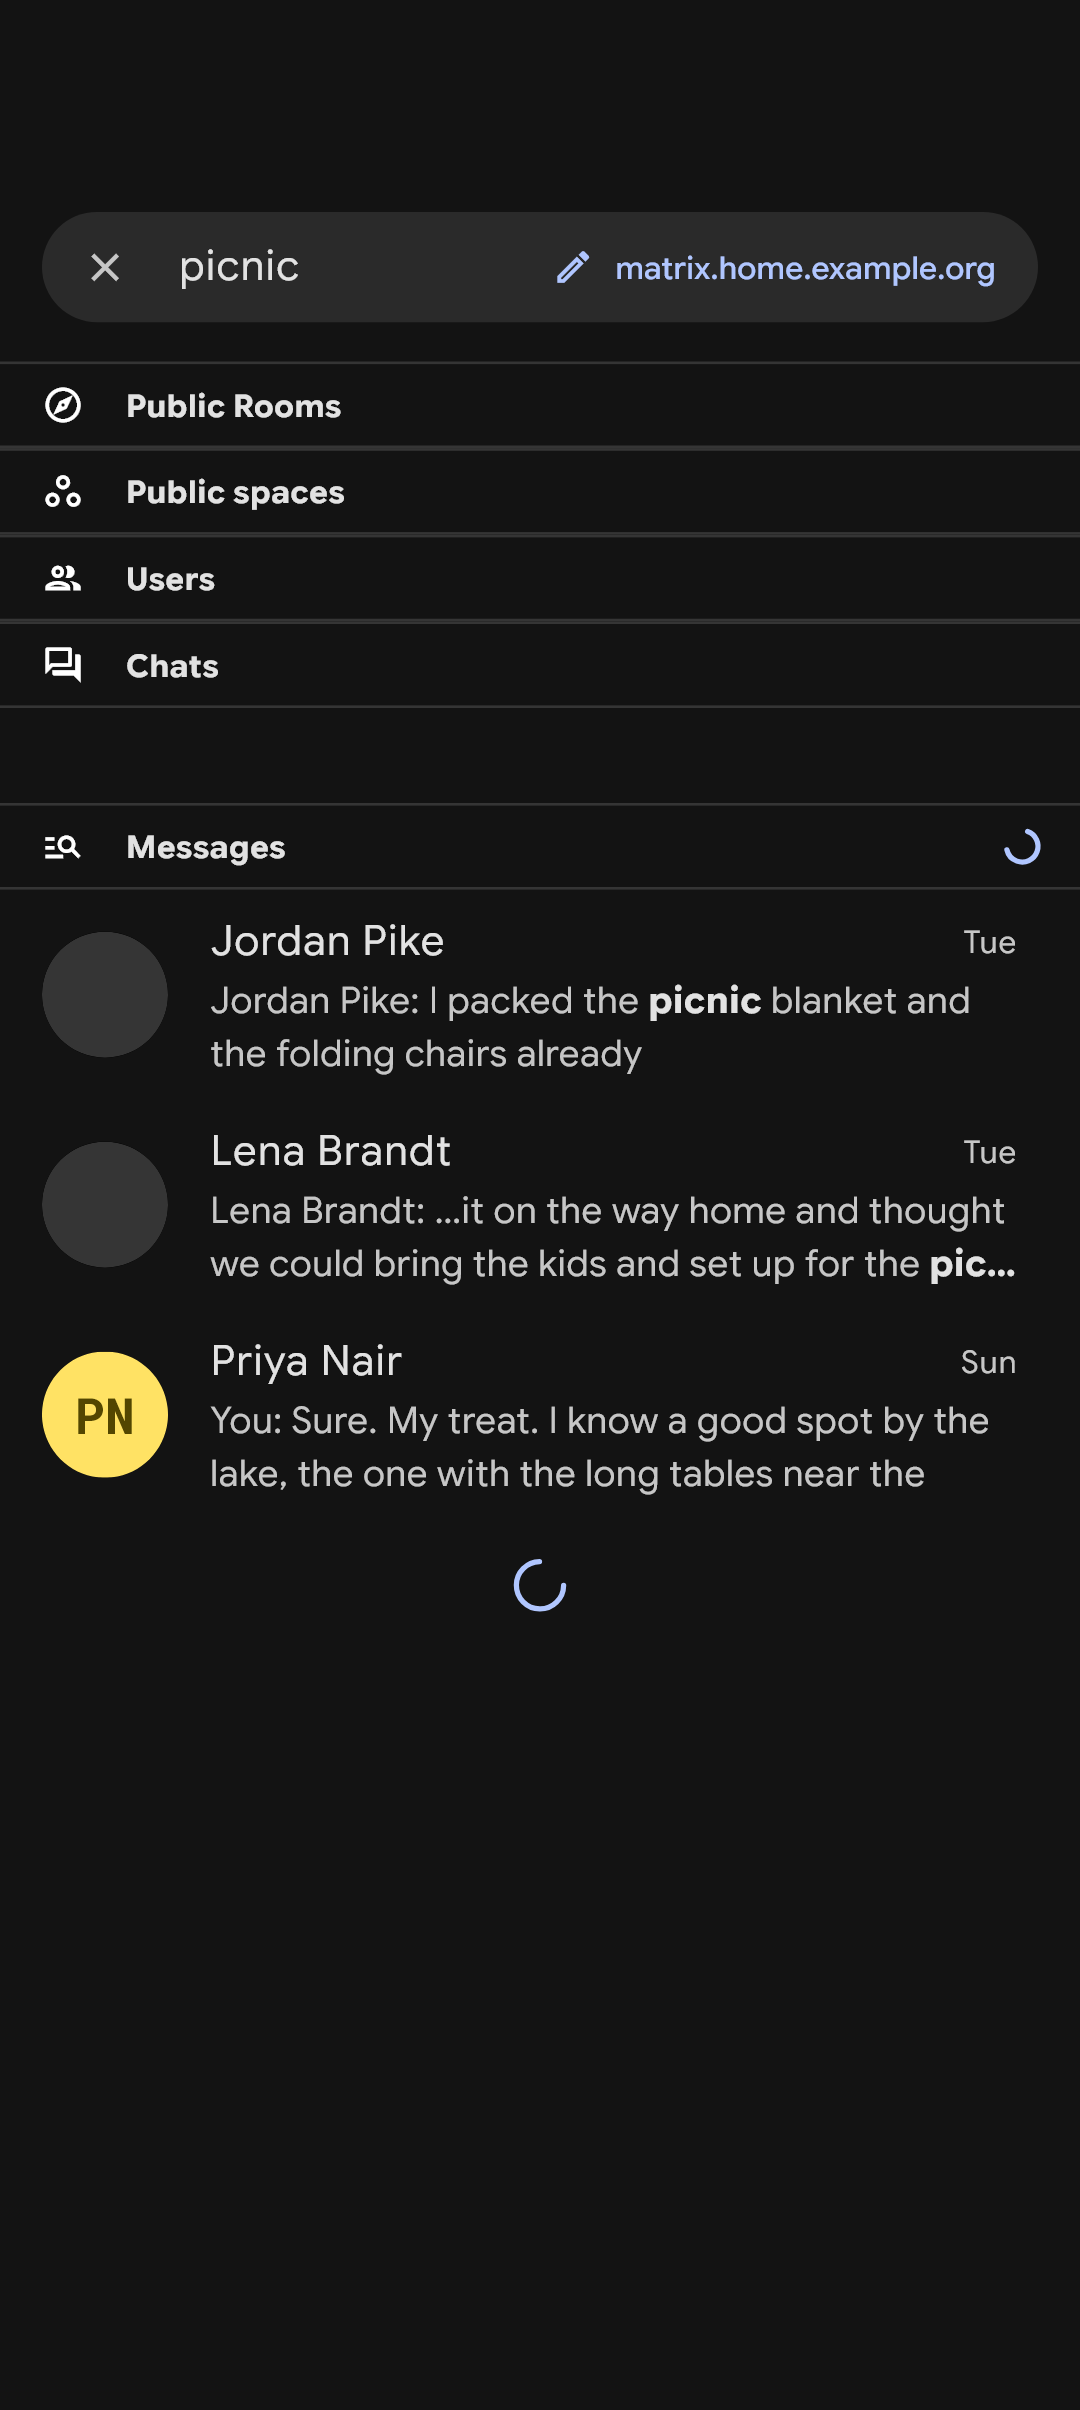 picnic
matrix.home.example.org
Public Rooms
Public spaces
Users
Chats
Messages
Jordan Pike
Tue
Jordan Pike: I packed the picnic blanket and
the folding chairs already
Lena Brandt
Tue
Lena Brandt: ...it on the way home and thought
we could bring the kids and set up for the pic...
PN
Priya Nair
Sun
You: Sure. My treat. I know a good spot by the
lake, the one with the long tables near the